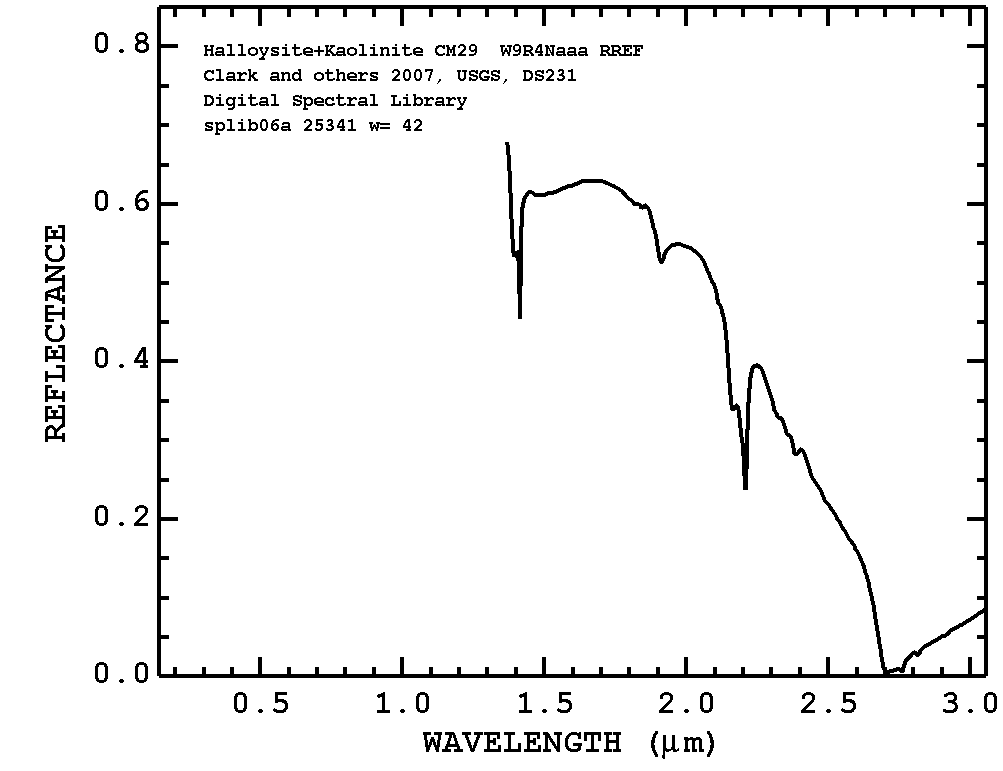 0.8
Halloysite+Kaolinite CM29 W9R4Naaa RREF
Clark and others 2007, USGS, DS231
Digital Spectral Library
splib06a 25341 w= 42
0.6
REFLECTANCE
0.4
0.2
0.0
0.5 1.0 1.5 2.0 2.5 3.0
WAVELENGTH (μm)